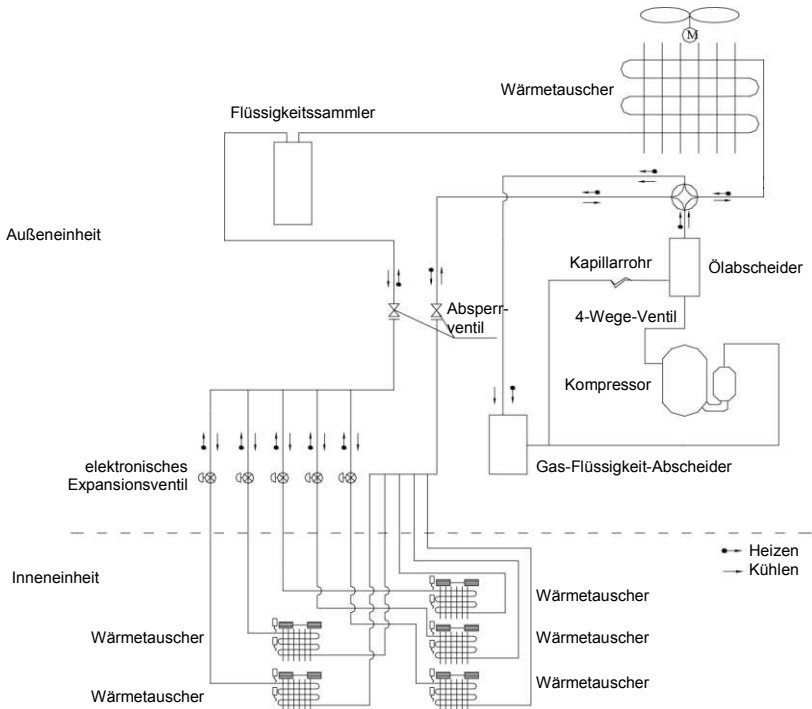 M
Wärmetauscher
Flüssigkeitssammler
Außeneinheit
Kapillarrohr
Ölabscheider
Absperr-
ventil
4-Wege-Ventil
Kompressor
elektronisches
Expansionsventil
Gas-Flüssigkeit-Abscheider
Heizen
Kühlen
Inneneinheit
Wärmetauscher
Wärmetauscher
Wärmetauscher
Wärmetauscher
Wärmetauscher